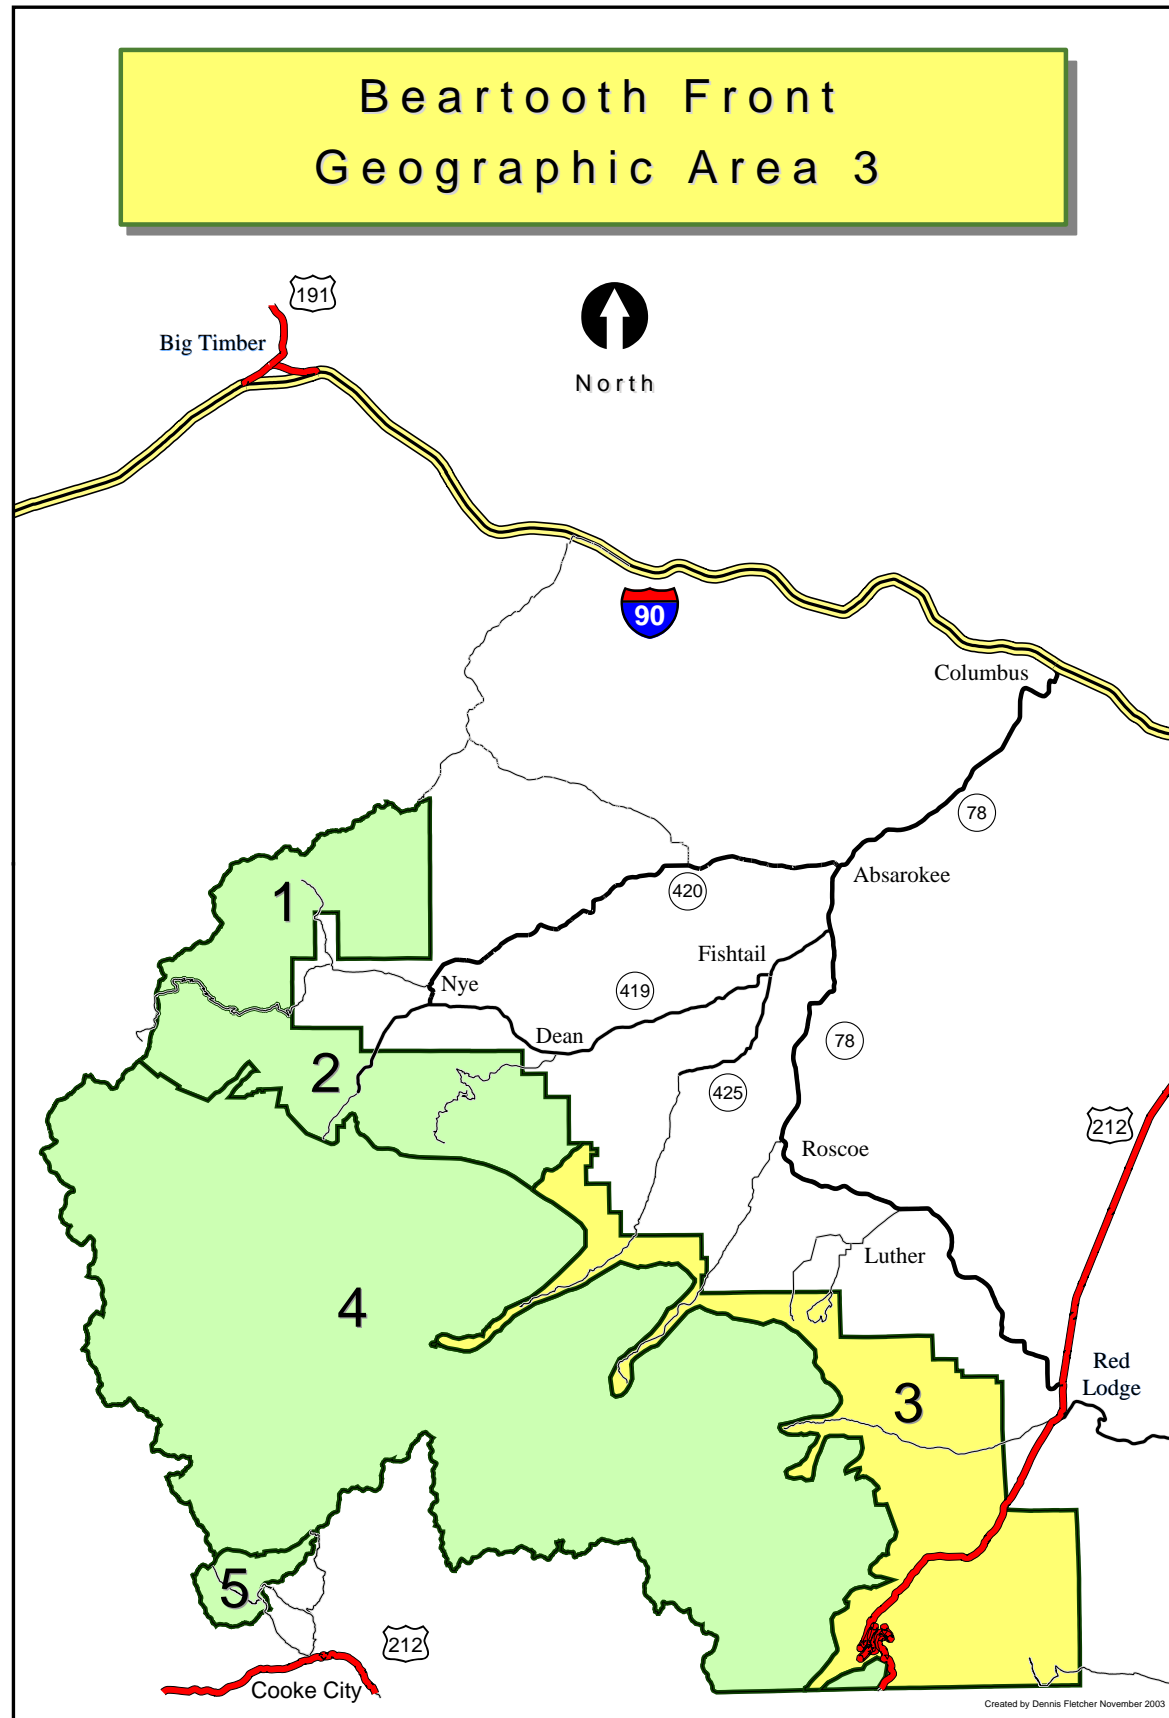 Beartooth Front
Geographic Area 3
191
Big Timber
North
90
Columbus
78
Absarokee
420
Fishtail
Nye
419
Dean
78
425
212
Roscoe
Luther
Red
Lodge
1
2
3
4
5
212
Cooke City
Created by Dennis Fletcher November 2003